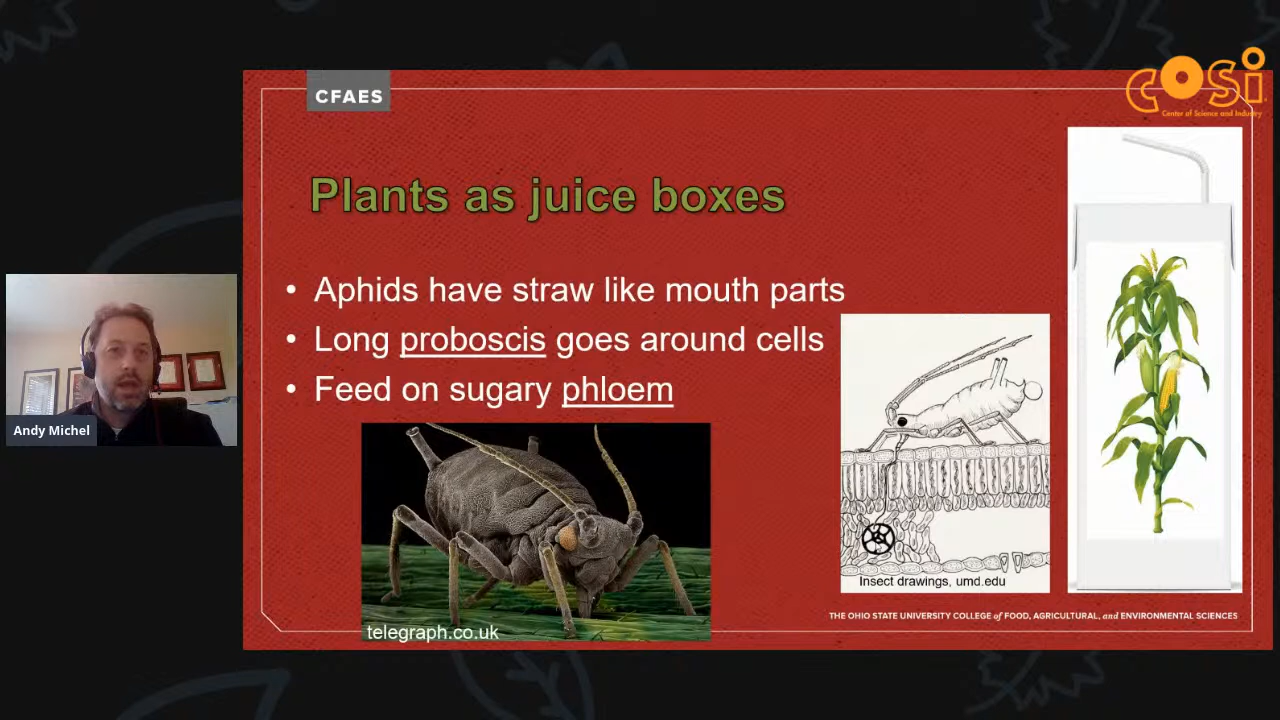 COSI
Center of Science and Industry
CFAES
Plants as juice boxes
• Aphids have straw like mouth parts
• Long proboscis goes around cells
• Feed on sugary phloem
Andy Michel
Insect drawings, umd.edu
telegraph.co.uk
THE OHIO STATE UNIVERSITY COLLEGE of FOOD, AGRICULTURAL, and ENVIRONMENTAL SCIENCES